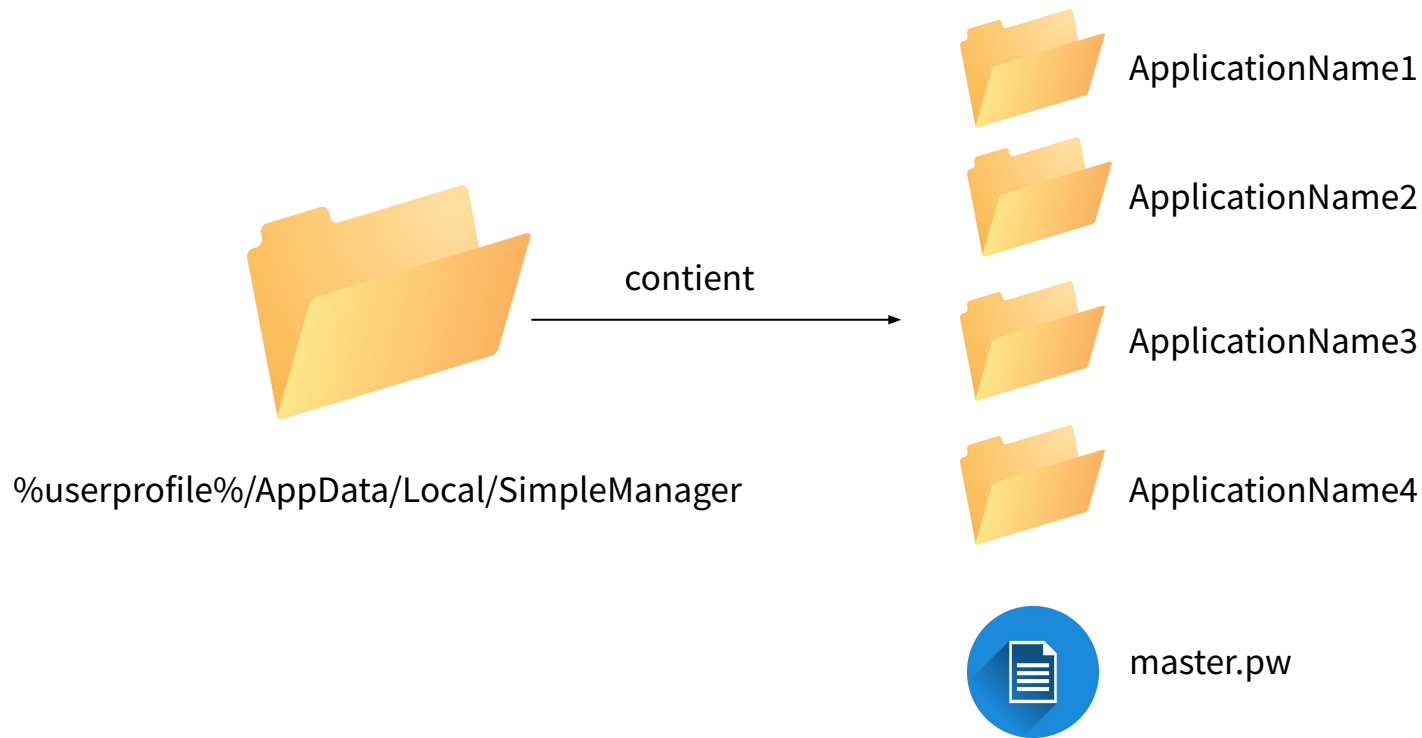 ApplicationName1
ApplicationName2
contient
ApplicationName3
%userprofile%/AppData/Local/SimpleManager
ApplicationName4
master.pw